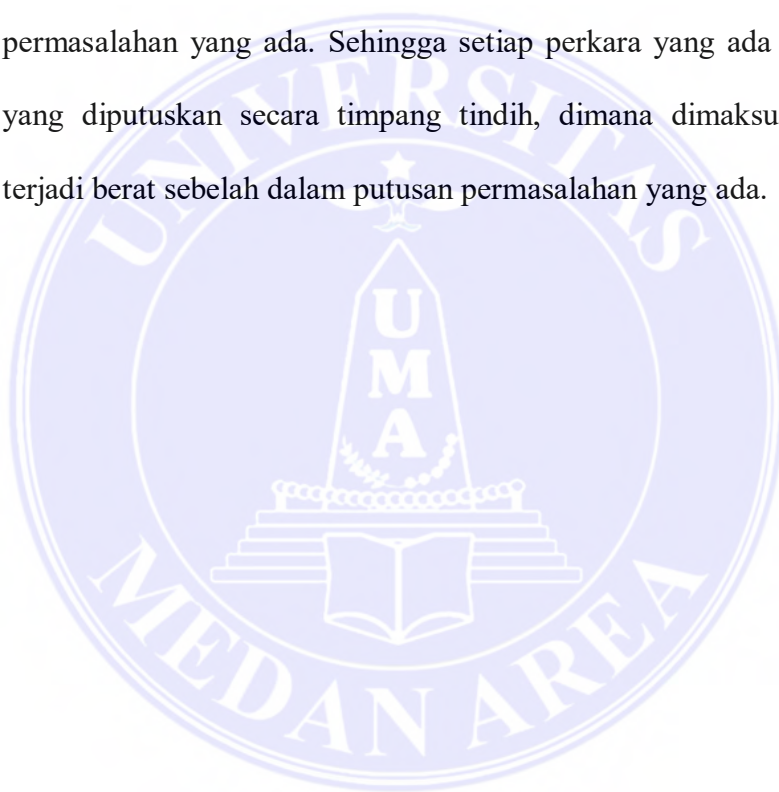 permasalahan yang ada. Sehingga setiap perkara yang ada
yang diputuskan secara timpang tindih, dimana dimaksu
terjadi berat sebelah dalam putusan permasalahan yang ada.
UNIVERSITAS
U
M
A
MEDAN AREA